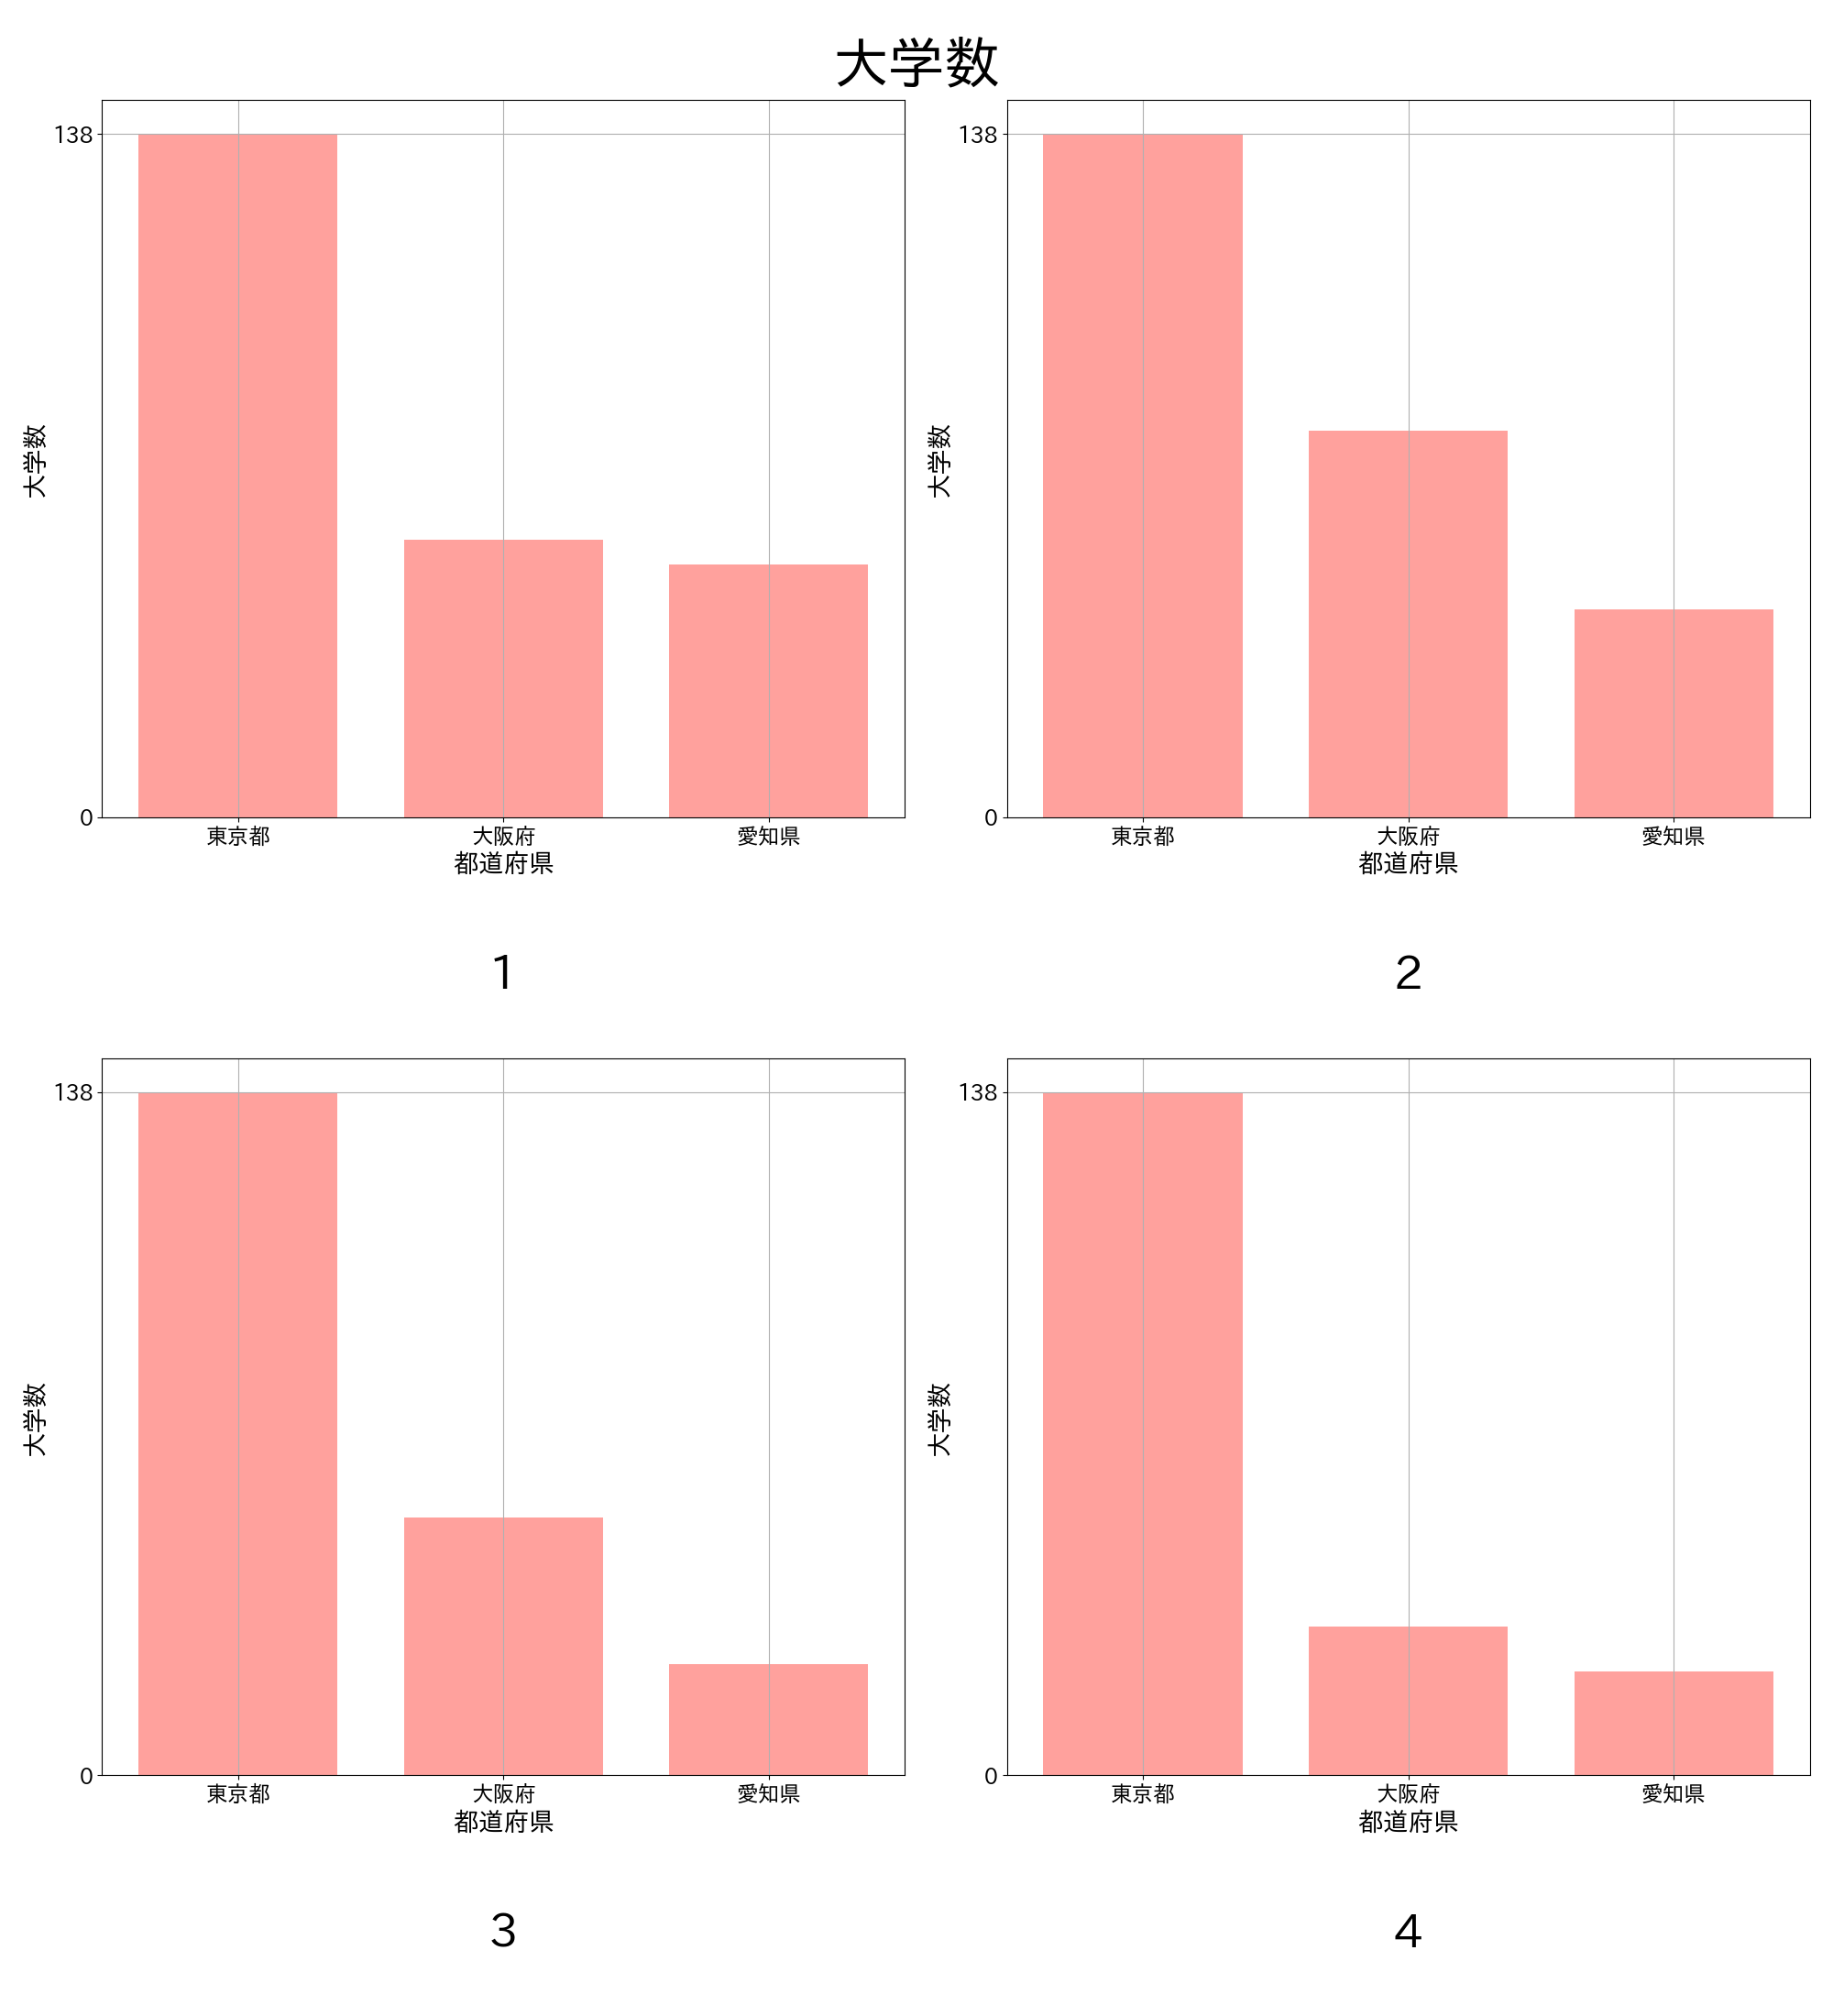 大学数
138
0
大学数
東京都 大阪府 愛知県
都道府県
1
138
0
大学数
東京都 大阪府 愛知県
都道府県
2
138
0
大学数
東京都 大阪府 愛知県
都道府県
3
138
0
大学数
東京都 大阪府 愛知県
都道府県
4